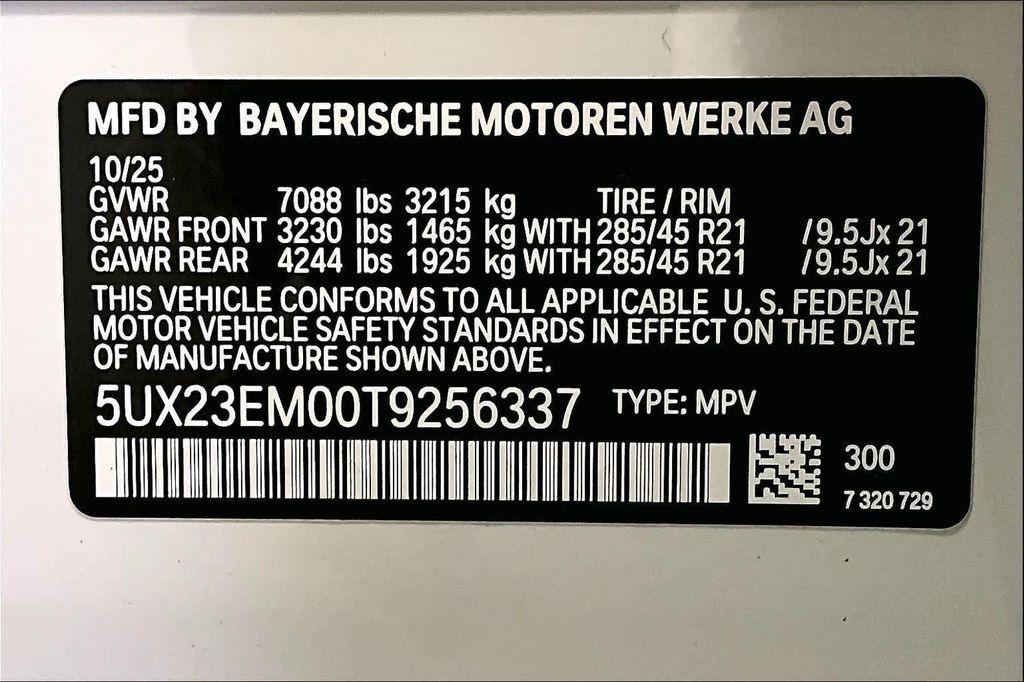 MFD BY BAYERISCHE MOTOREN WERKE AG
10/25
GVWR 7088 lbs 3215 kg TIRE / RIM
GAWR FRONT 3230 lbs 1465 kg WITH 285/45 R21 /9.5Jx 21
GAWR REAR 4244 lbs 1925 kg WITH 285/45 R21 /9.5Jx 21
THIS VEHICLE CONFORMS TO ALL APPLICABLE U. S. FEDERAL
MOTOR VEHICLE SAFETY STANDARDS IN EFFECT ON THE DATE
OF MANUFACTURE SHOWN ABOVE.
5UX23EM00T9256337 TYPE: MPV
300
7 320 729